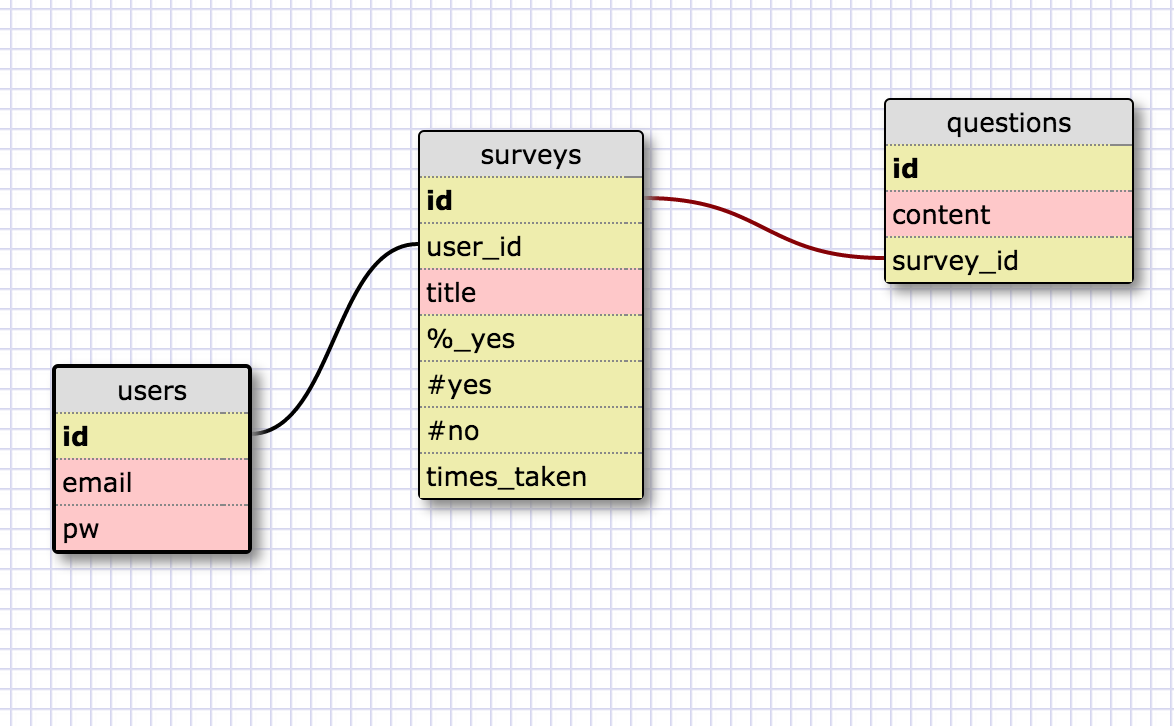 users
id
email
pw
surveys
id
user_id
title
%_yes
#yes
#no
times_taken
questions
id
content
survey_id